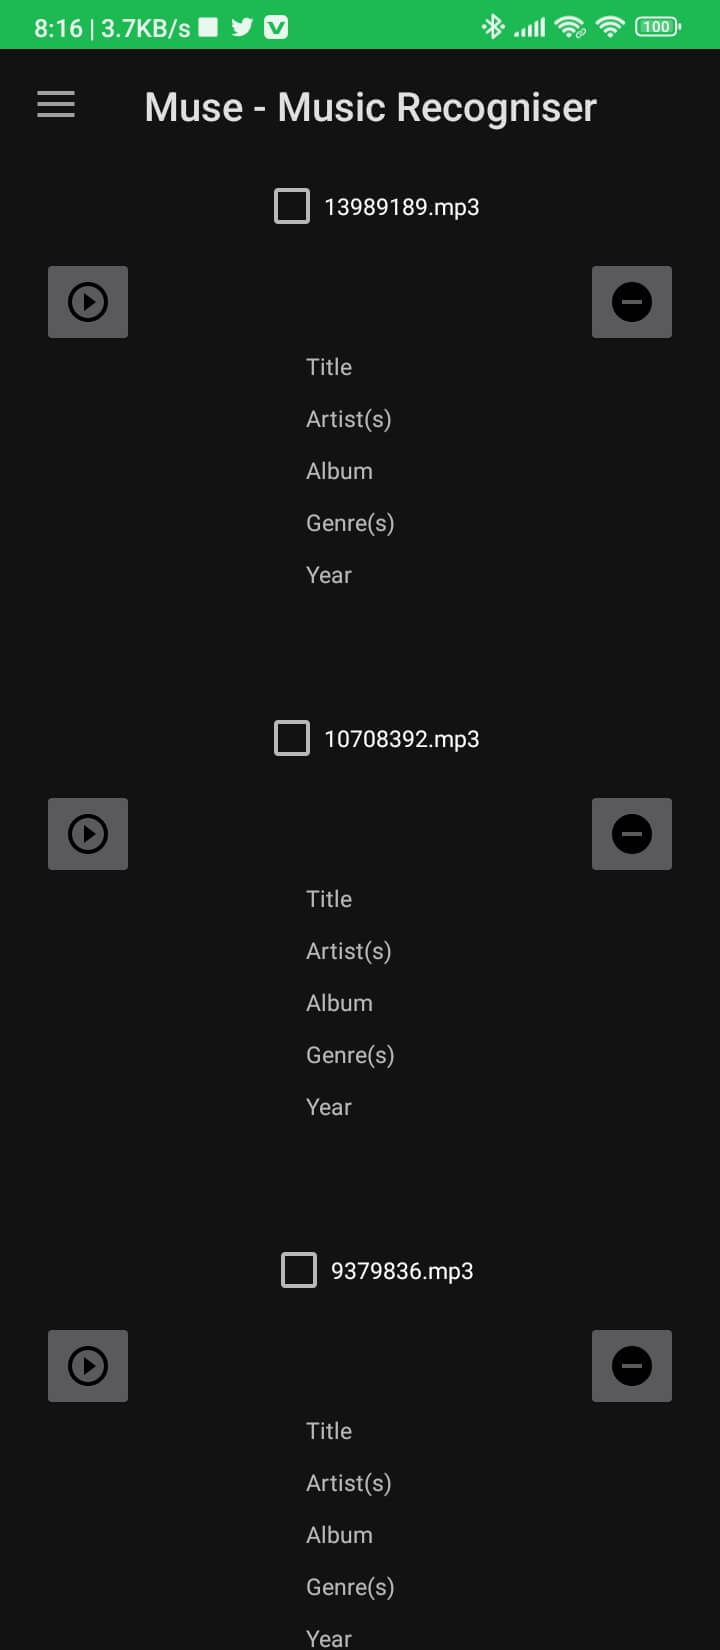 8:16 | 3.7KB/s 100
Muse - Music Recogniser
13989189.mp3
Title
Artist(s)
Album
Genre(s)
Year
10708392.mp3
Title
Artist(s)
Album
Genre(s)
Year
9379836.mp3
Title
Artist(s)
Album
Genre(s)
Year